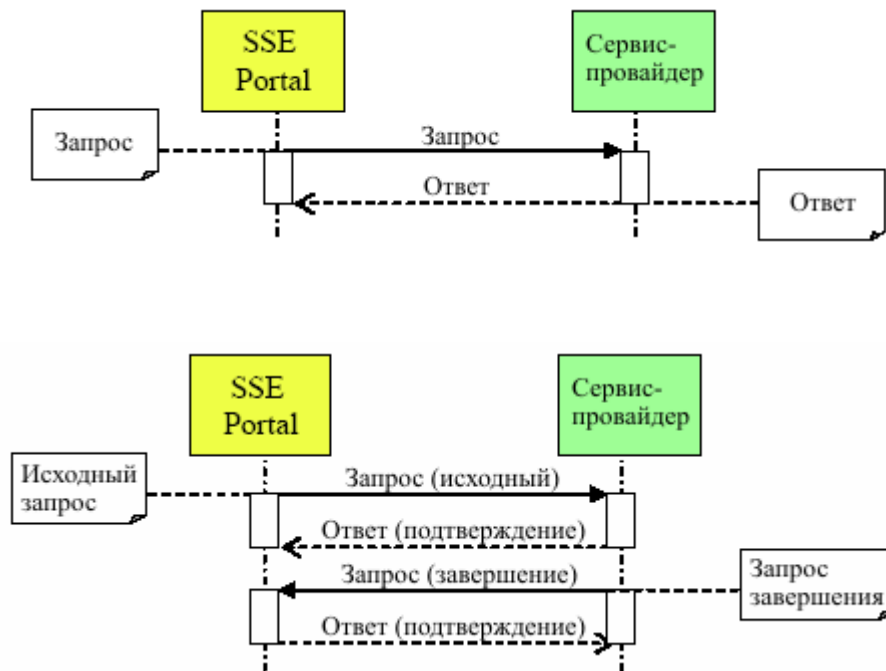 SSE
Portal
Сервис-
провайдер
Запрос
Запрос
Ответ
Ответ
SSE
Portal
Сервис-
провайдер
Исходный
запрос
Запрос (исходный)
Ответ (подтверждение)
Запрос (завершение)
Запрос
завершения
Ответ (подтверждение)